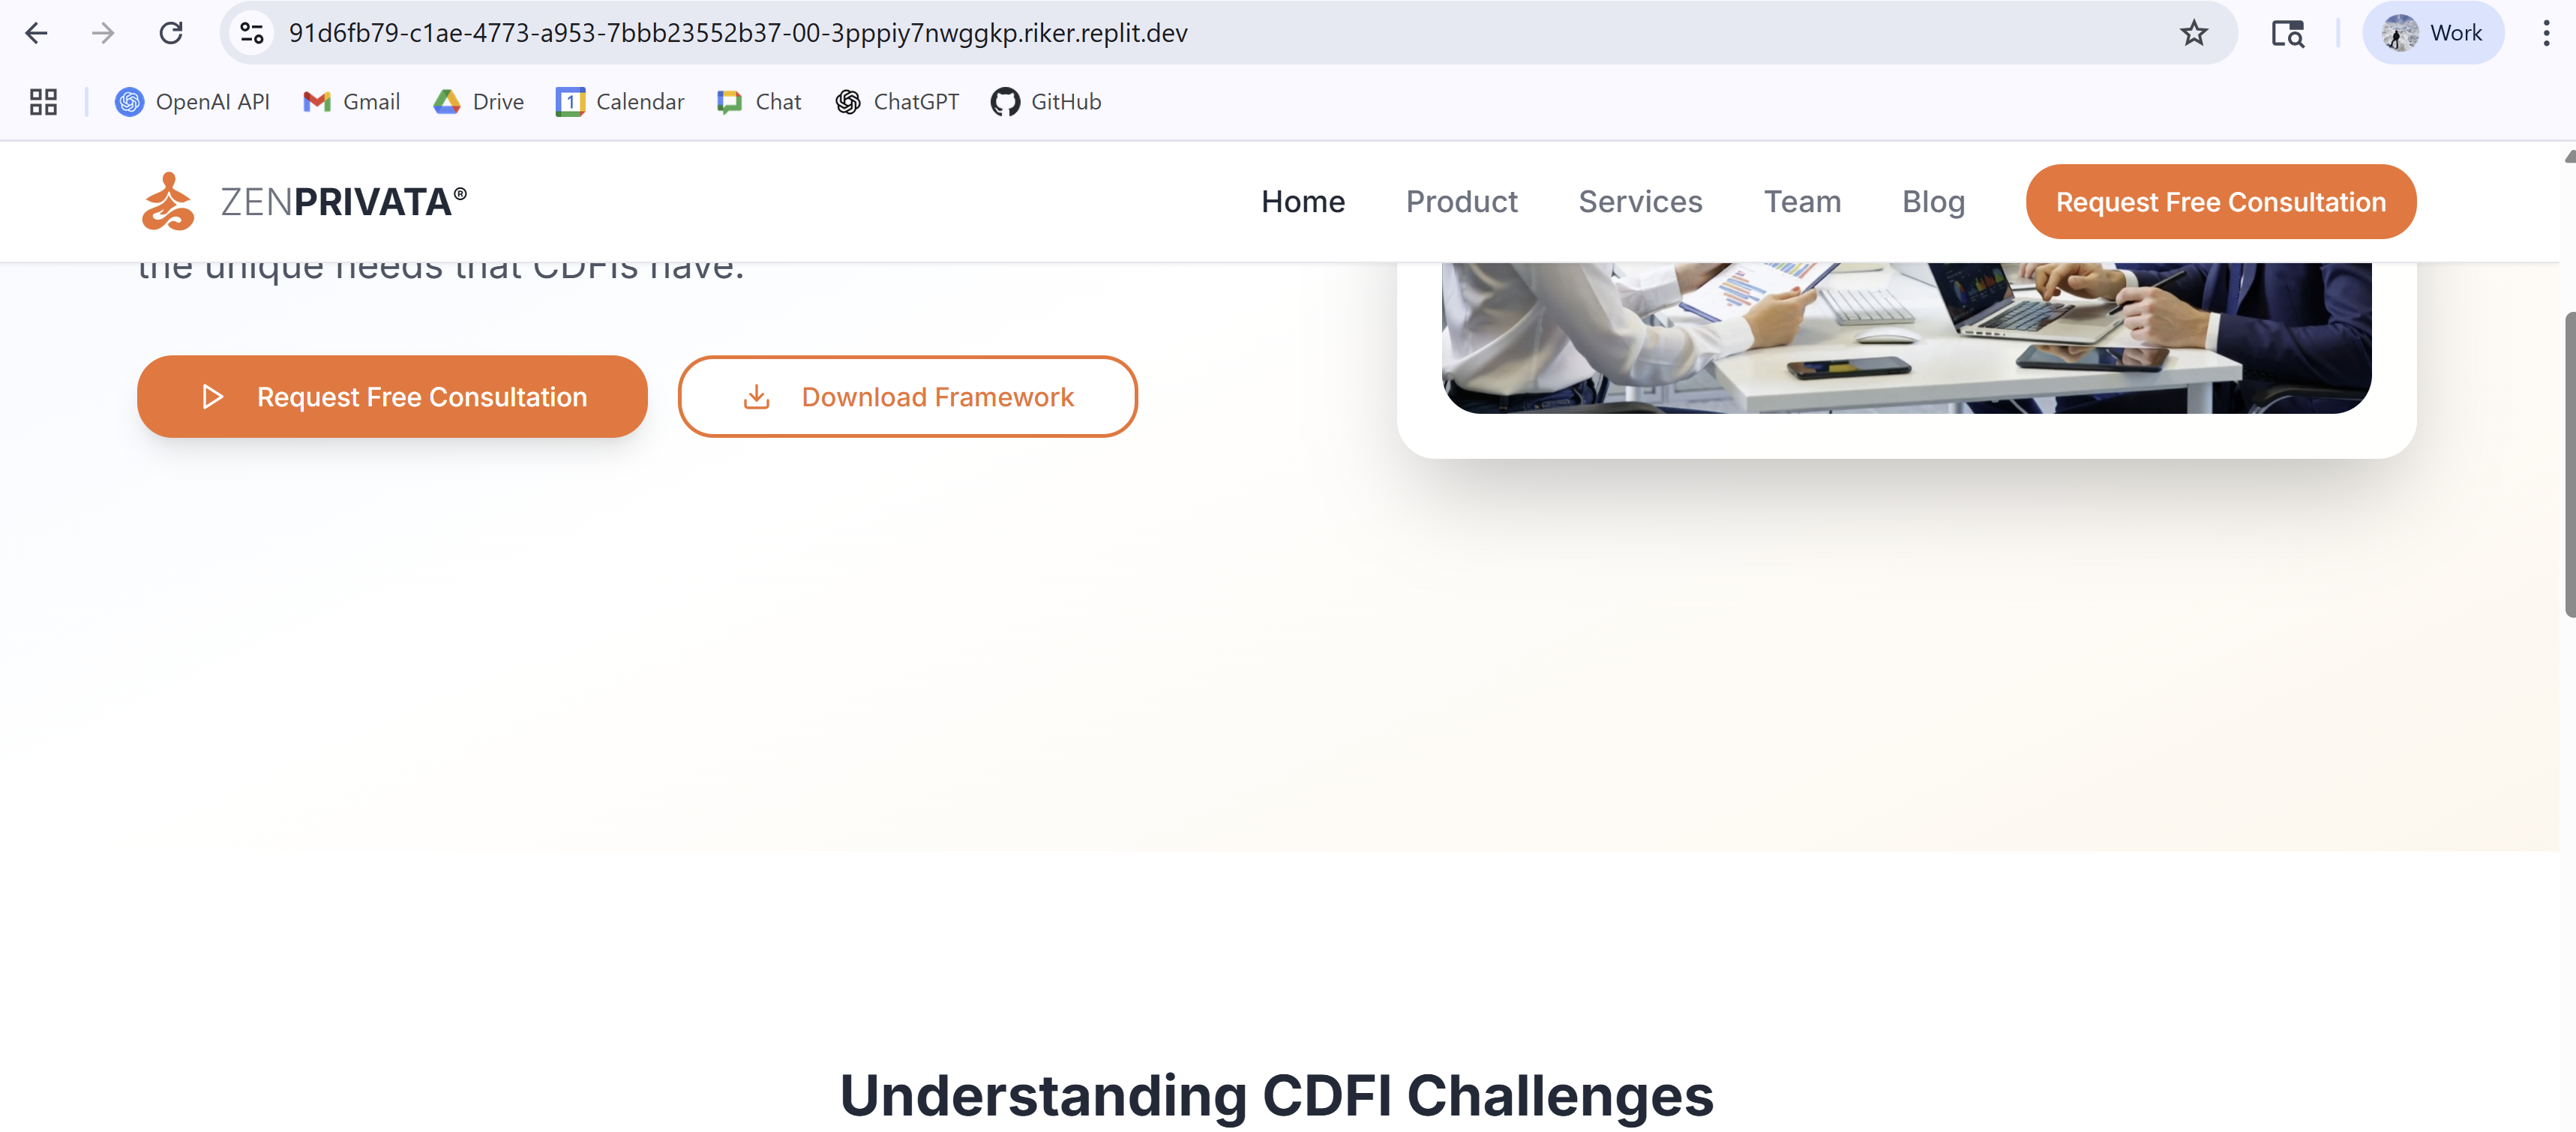 91d6fb79-c1ae-4773-a953-7bbb23552b37-00-3pppiy7nwggkp.riker.replit.dev
Work
OpenAI API
Gmail
Drive
1
Calendar
Chat
ChatGPT
GitHub
ZENPRIVATA®
Home
Product
Services
Team
Blog
Request Free Consultation
the unique needs that CDFIs have.
Request Free Consultation
Download Framework
Understanding CDFI Challenges